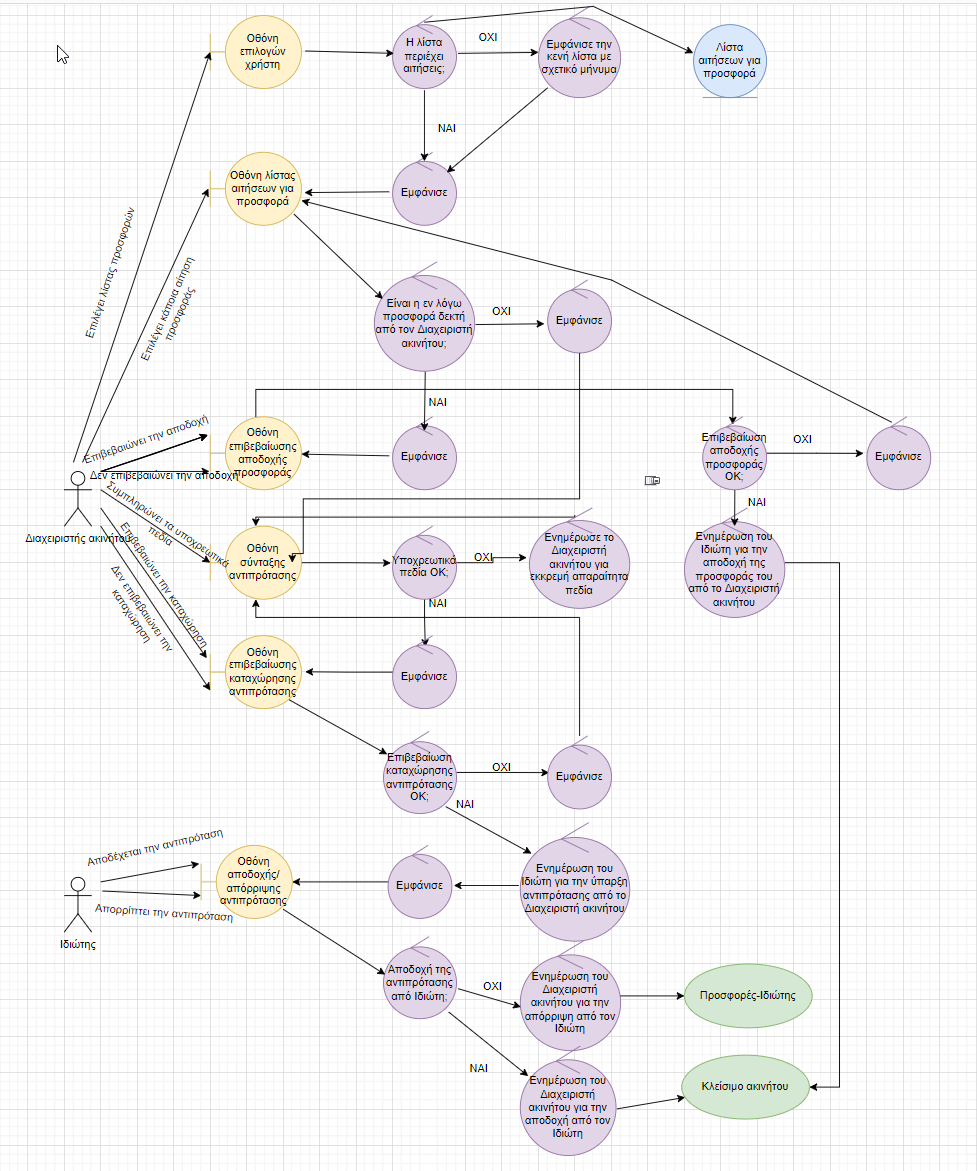 Οθόνη
επιλογών
χρήστη
Η λίστα
περιέχει
αιτήσεις;
ΟΧΙ
Εμφάνισε την
κενή λίστα με
σχετικό μήνυμα
Λίστα
αιτήσεων για
προσφορά
ΝΑΙ
Οθόνη λίστας
αιτήσεων για
προσφορά
Εμφάνισε
Επιλέγει λίστας προσφορών
Επιλέγει κάποια αίτηση
προσφοράς
Είναι η εν λόγω
προσφορά δεκτή
από τον Διαχειριστή
ακινήτου;
ΟΧΙ
Εμφάνισε
ΝΑΙ
Επιβεβαιώνει την αποδοχή
Δεν επιβεβαιώνει την αποδοχή
Οθόνη
επιβεβαίωσης
αποδοχής
προσφοράς
Εμφάνισε
Επιβεβαίωση
αποδοχής
προσφοράς
ΟΚ;
ΟΧΙ
Εμφάνισε
ΝΑΙ
Διαχειριστής ακινήτου
Συμπληρώνει τα υποχρεωτικά
πεδία
Επιβεβαιώνει την καταχώρηση
Δεν επιβεβαιώνει την
καταχώρηση
Οθόνη
σύνταξης
αντιπρότασης
Υποχρεωτικά
πεδία ΟΚ;
ΟΧΙ
Ενημέρωσε το
Διαχειριστή
ακινήτου για
εκκρεμή απαραίτητα
πεδία
Ενημέρωση του
Ιδιώτη για την
αποδοχή της
προσφοράς του
από το Διαχειριστή
ακινήτου
ΝΑΙ
Οθόνη
επιβεβαίωσης
καταχώρησης
αντιπρότασης
Εμφάνισε
Επιβεβαίωση
καταχώρησης
αντιπρότασης
ΟΚ;
ΟΧΙ
Εμφάνισε
ΝΑΙ
Αποδέχεται την αντιπρόταση
Απορρίπτει την αντιπρόταση
Ιδιώτης
Οθόνη
αποδοχής/
απόρριψης
αντιπρότασης
Εμφάνισε
Ενημέρωση του
Ιδιώτη για την ύπαρξη
αντιπρότασης από το
Διαχειριστή ακινήτου
Αποδοχή της
αντιπρότασης
από Ιδιώτη;
ΟΧΙ
Ενημέρωση του
Διαχειριστή
ακινήτου για την
απόρριψη από τον
Ιδιώτη
Προσφορές-Ιδιώτης
ΝΑΙ
Ενημέρωση του
Διαχειριστή
ακινήτου για την
αποδοχή από τον
Ιδιώτη
Κλείσιμο ακινήτου